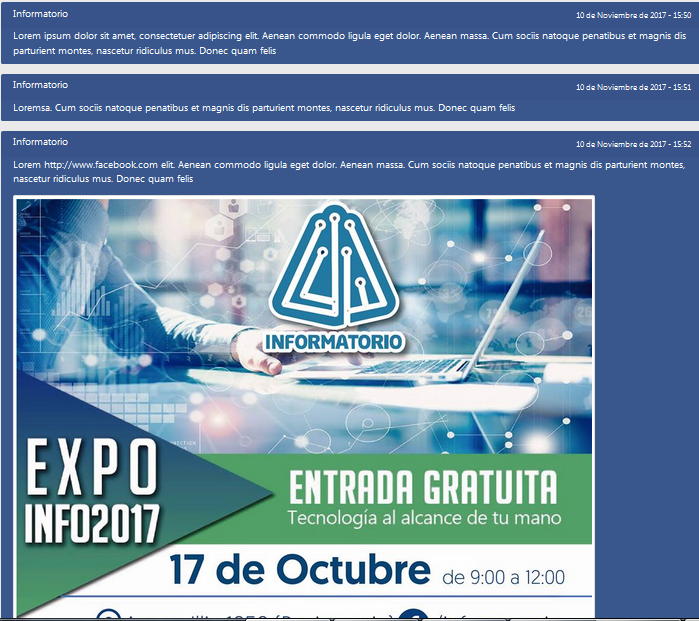 Informatorio
10 de Noviembre de 2017 - 15:50
Lorem ipsum dolor sit amet, consectetuer adipiscing elit. Aenean commodo ligula eget dolor. Aenean massa. Cum sociis natoque penatibus et magnis dis
parturient montes, nascetur ridiculus mus. Donec quam felis
Informatorio
10 de Noviembre de 2017 - 15:51
Loremsa. Cum sociis natoque penatibus et magnis dis parturient montes, nascetur ridiculus mus. Donec quam felis
Informatorio
10 de Noviembre de 2017 - 15:52
Lorem http://www.facebook.com elit. Aenean commodo ligula eget dolor. Aenean massa. Cum sociis natoque penatibus et magnis dis parturient montes,
nascetur ridiculus mus. Donec quam felis
INFORMATORIO
EXPO
INFO2017
ENTRADA GRATUITA
Tecnología al alcance de tu mano
17 de Octubre de 9:00 a 12:00